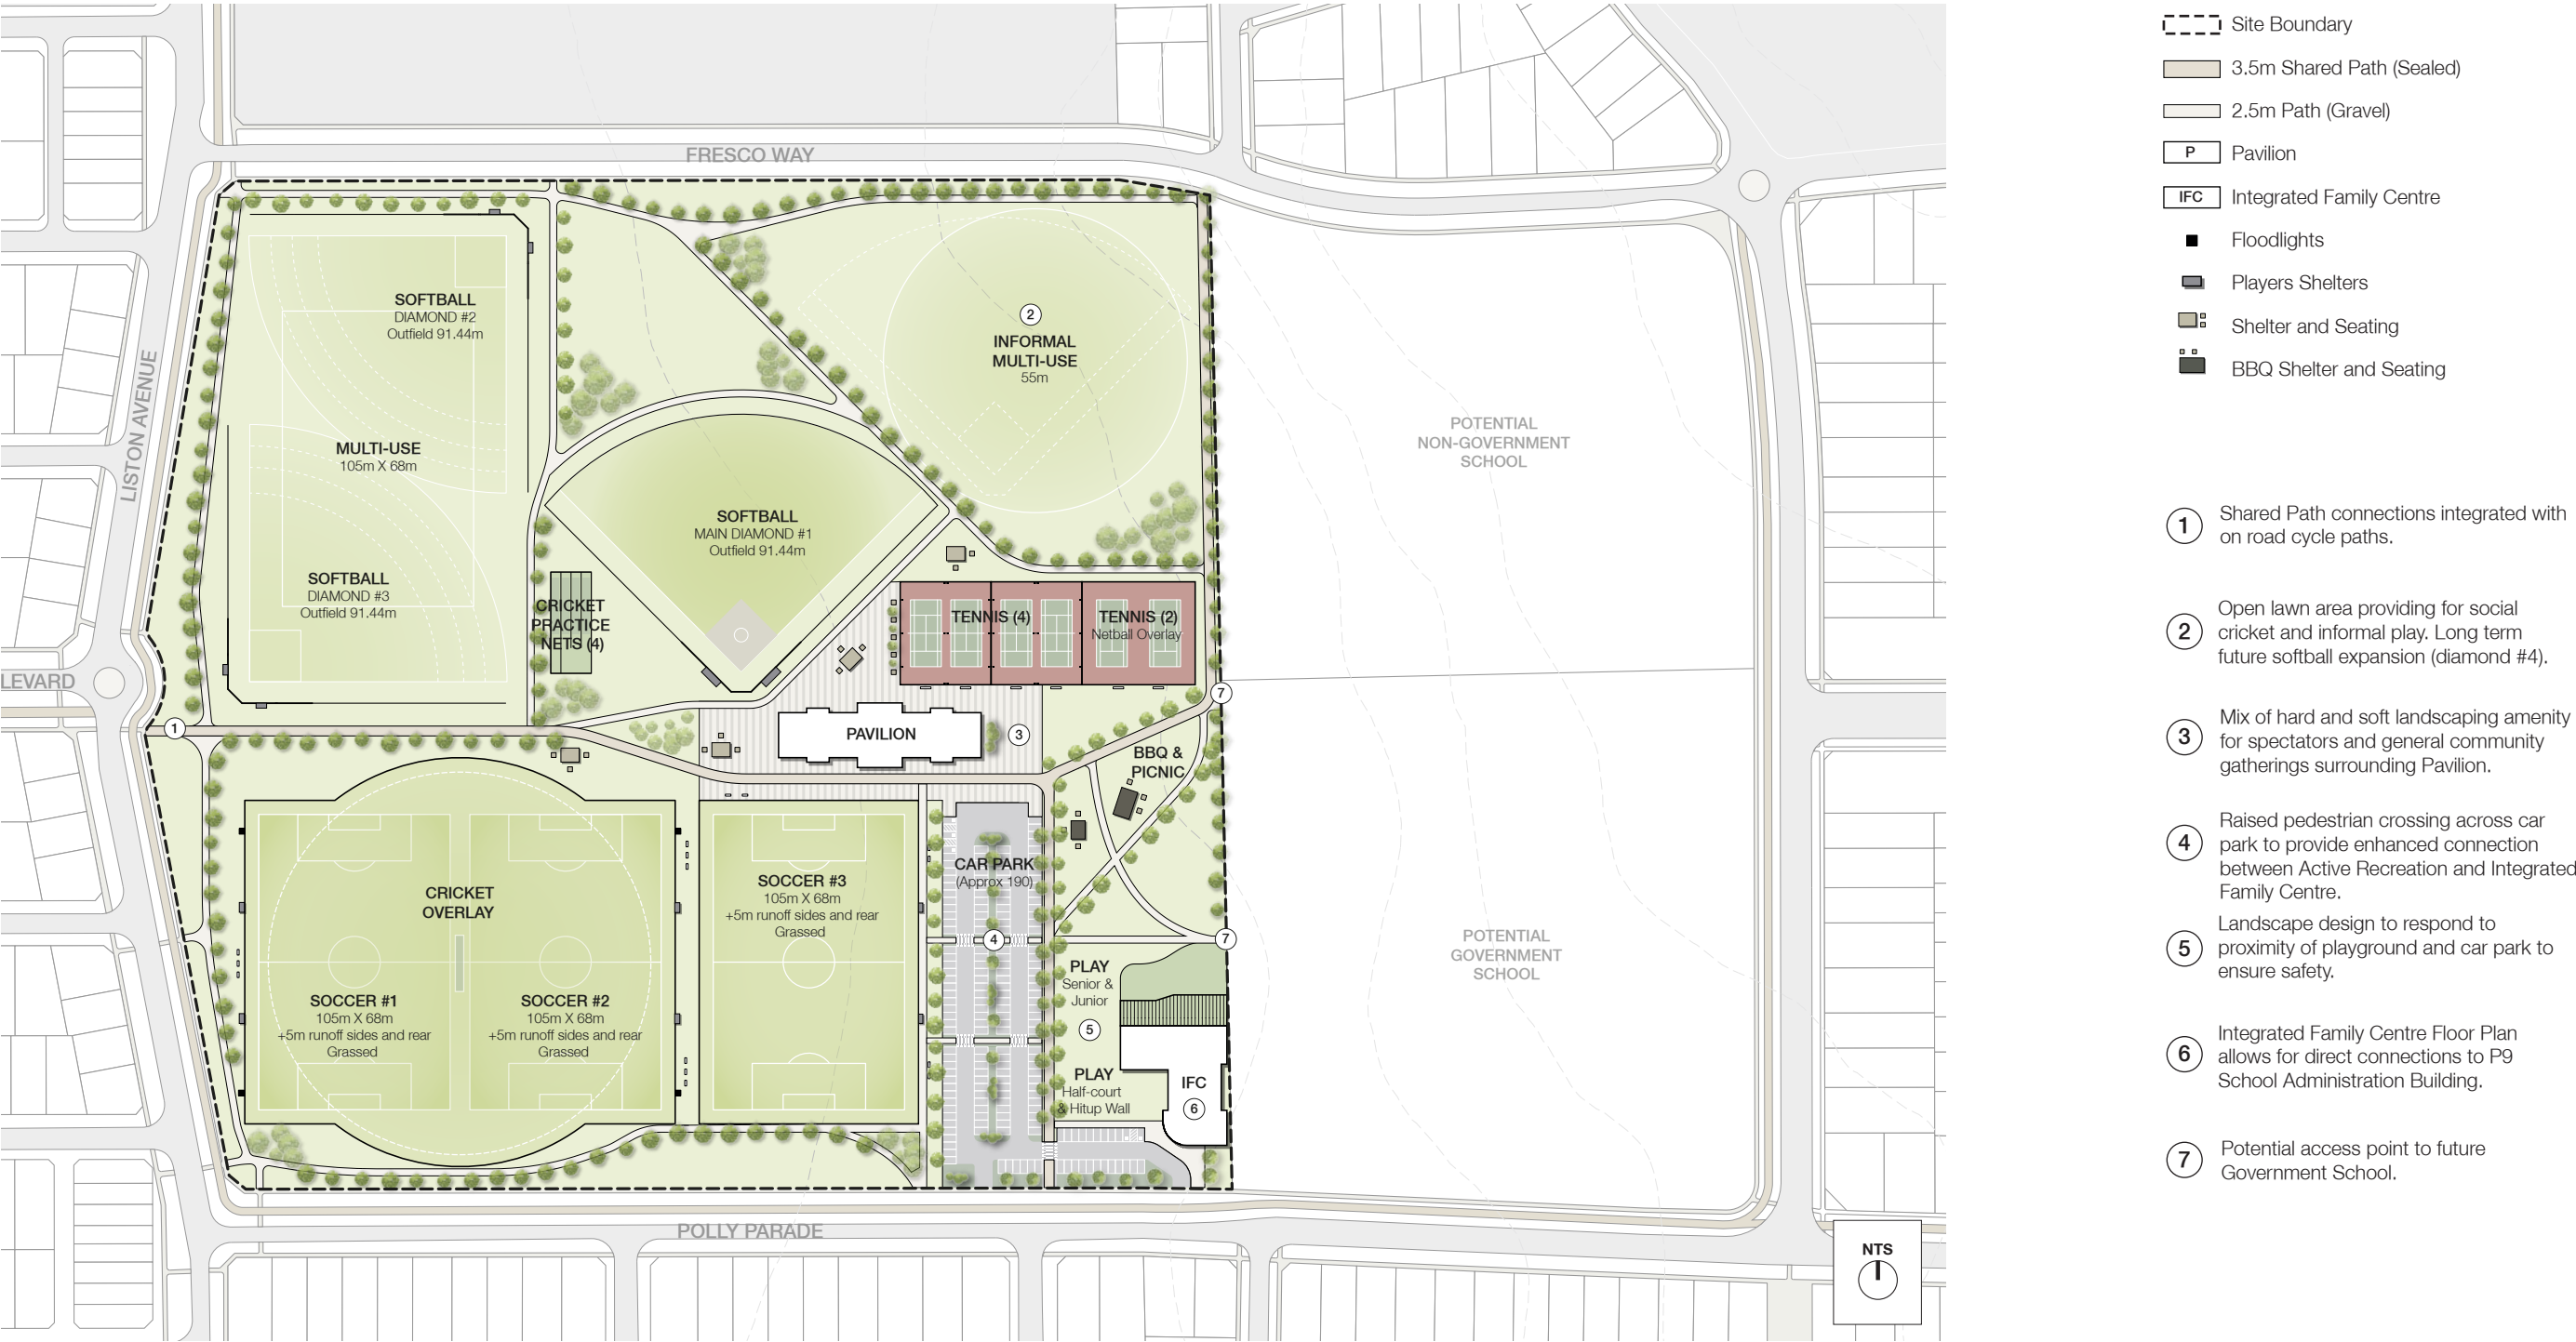 FRESCO WAY
LISTON AVENUE
LEVARD
POLLY PARADE
SOFTBALL
DIAMOND #2
Outfield 91.44m
MULTI-USE
105m X 68m
SOFTBALL
DIAMOND #3
Outfield 91.44m
2
INFORMAL
MULTI-USE
55m
SOFTBALL
MAIN DIAMOND #1
Outfield 91.44m
CRICKET
PRACTICE
NETS (4)
TENNIS (4)
TENNIS (2)
Netball Overlay
7
1
PAVILION
3
BBQ &
PICNIC
CRICKET
OVERLAY
SOCCER #1
105m X 68m
+5m runoff sides and rear
Grassed
SOCCER #2
105m X 68m
+5m runoff sides and rear
Grassed
SOCCER #3
105m X 68m
+5m runoff sides and rear
Grassed
CAR PARK
(Approx 190)
4
7
PLAY
Senior &
Junior
5
PLAY
Half-court
& Hitup Wall
IFC
6
POTENTIAL
NON-GOVERNMENT
SCHOOL
POTENTIAL
GOVERNMENT
SCHOOL
NTS
Site Boundary
3.5m Shared Path (Sealed)
2.5m Path (Gravel)
P Pavilion
IFC Integrated Family Centre
Floodlights
Players Shelters
Shelter and Seating
BBQ Shelter and Seating
1 Shared Path connections integrated with
on road cycle paths.
2 Open lawn area providing for social
cricket and informal play. Long term
future softball expansion (diamond #4).
3 Mix of hard and soft landscaping amenity
for spectators and general community
gatherings surrounding Pavilion.
4 Raised pedestrian crossing across car
park to provide enhanced connection
between Active Recreation and Integrated
Family Centre.
5 Landscape design to respond to
proximity of playground and car park to
ensure safety.
6 Integrated Family Centre Floor Plan
allows for direct connections to P9
School Administration Building.
7 Potential access point to future
Government School.